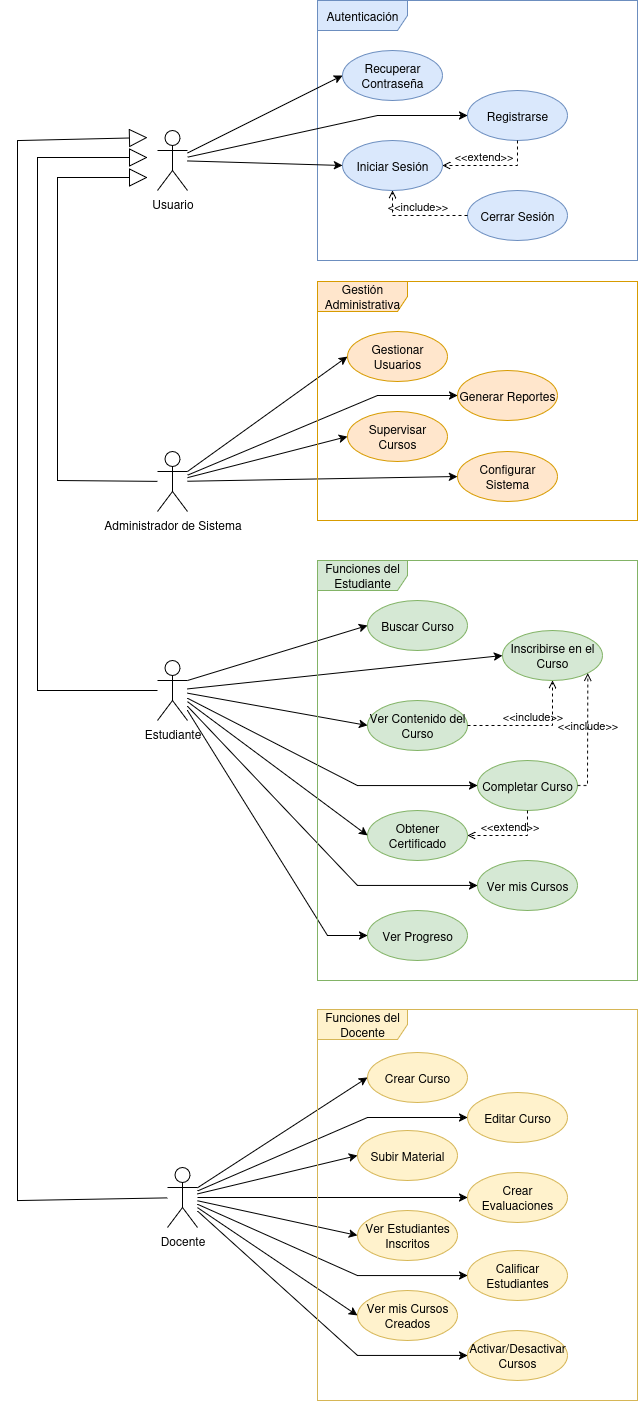 Autenticación
Recuperar
Contraseña
Registrarse
Iniciar Sesión
<<extend>>
Usuario
<<include>>
Cerrar Sesión
Gestión
Administrativa
Gestionar
Usuarios
Generar Reportes
Supervisar
Cursos
Configurar
Sistema
Administrador de Sistema
Funciones del
Estudiante
Buscar Curso
Inscribirse en el
Curso
Ver Contenido del
Curso
<<include>>
<<include>>
Estudiante
Completar Curso
Obtener
Certificado
<<extend>>
Ver mis Cursos
Ver Progreso
Funciones del
Docente
Crear Curso
Editar Curso
Subir Material
Crear
Evaluaciones
Docente
Ver Estudiantes
Inscritos
Calificar
Estudiantes
Ver mis Cursos
Creados
Activar/Desactivar
Cursos